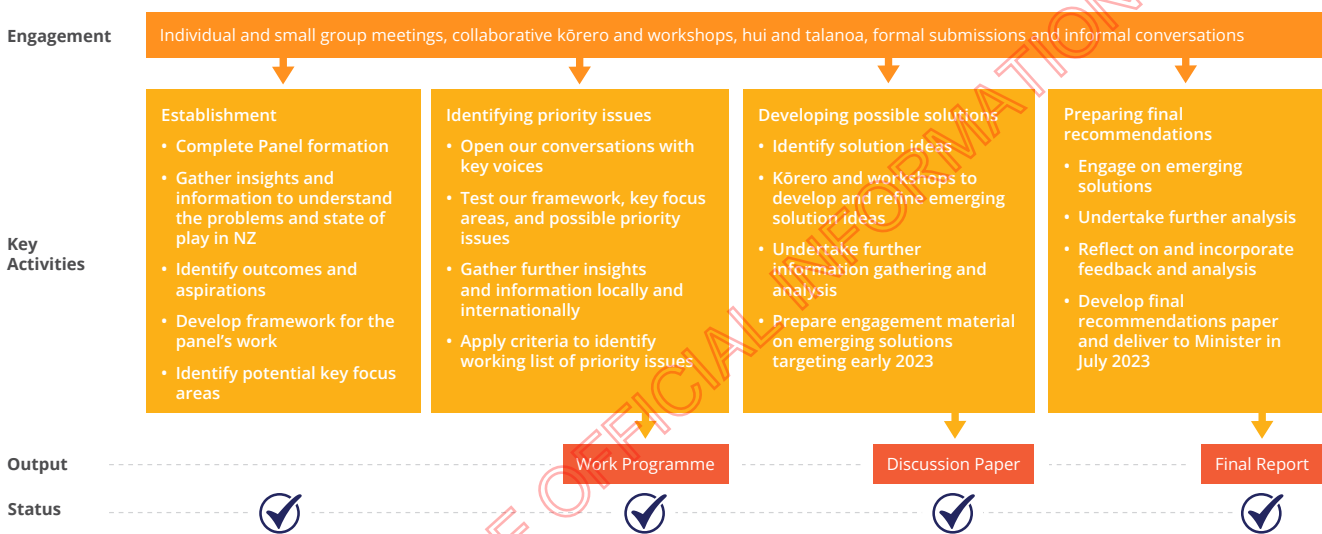 Engagement
Individual and small group meetings, collaborative kōrero and workshops, hui and talanoa, formal submissions and informal conversations
Key
Activities
Establishment
• Complete Panel formation
• Gather insights and
information to understand
the problems and state of
play in NZ
• Identify outcomes and
aspirations
• Develop framework for the
panel's work
• Identify potential key focus
areas
Identifying priority issues
• Open our conversations with
key voices
• Test our framework, key focus
areas, and possible priority
issues
• Gather further insights
and information locally and
internationally
• Apply criteria to identify
working list of priority issues
Developing possible solutions
• Identify solution ideas
• Kōrero and workshops to
develop and refine emerging
solution ideas
• Undertake further
information gathering and
analysis
• Prepare engagement material
on emerging solutions
targeting early 2023
Preparing final
recommendations
• Engage on emerging
solutions
• Undertake further analysis
• Reflect on and incorporate
feedback and analysis
• Develop final
recommendations paper
and deliver to Minister in
July 2023
Output
Work Programme
Discussion Paper
Final Report
Status
OFFICIAL INFORMATION